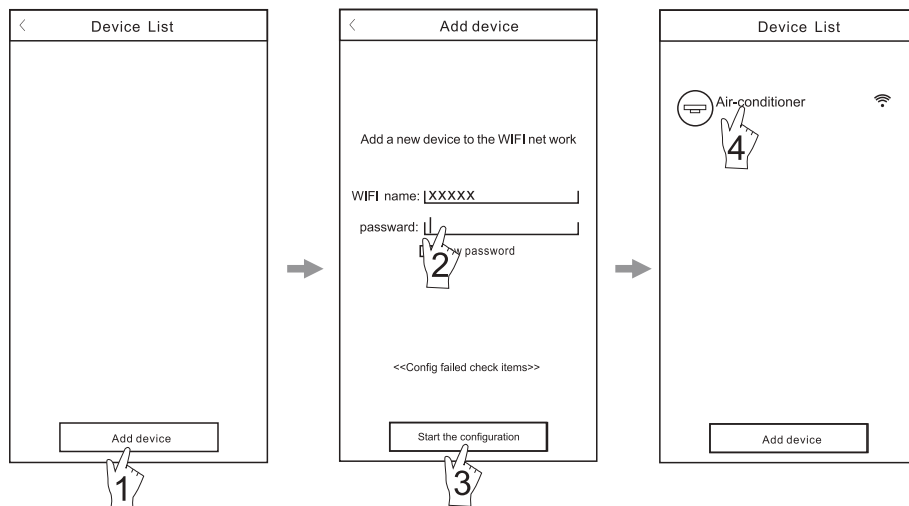 Device List
Add device
1
Add device
Add a new device to the WIFI net work
WIFI name: XXXXX
passward:
password
2
<<Config failed check items>>
Start the configuration
3
Device List
Air-conditioner
4
Add device